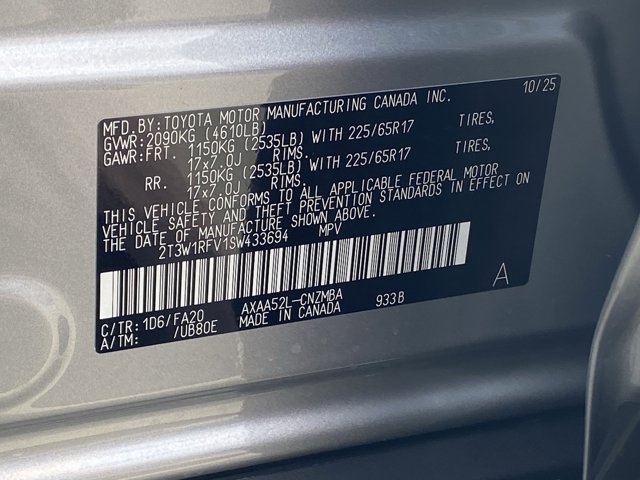 MFD.BY:TOYOTA MOTOR MANUFACTURING CANADA INC. 10/25
GVWR:2090KG (4610LB)
GAWR:FRT. 1150KG (2535LB) WITH 225/65R17 TIRES,
17x7.0J RIMS.
RR. 1150KG (2535LB) WITH 225/65R17 TIRES,
17x7.0J RIMS.
THIS VEHICLE CONFORMS TO ALL APPLICABLE FEDERAL MOTOR
VEHICLE SAFETY AND THEFT PREVENTION STANDARDS IN EFFECT ON
THE DATE OF MANUFACTURE SHOWN ABOVE.
2T3W1RFV1SW433694 MPV
C/TR:1D6/FA20 AXAA52L-CNZMBA 933B A
A/TM: /UB80E MADE IN CANADA